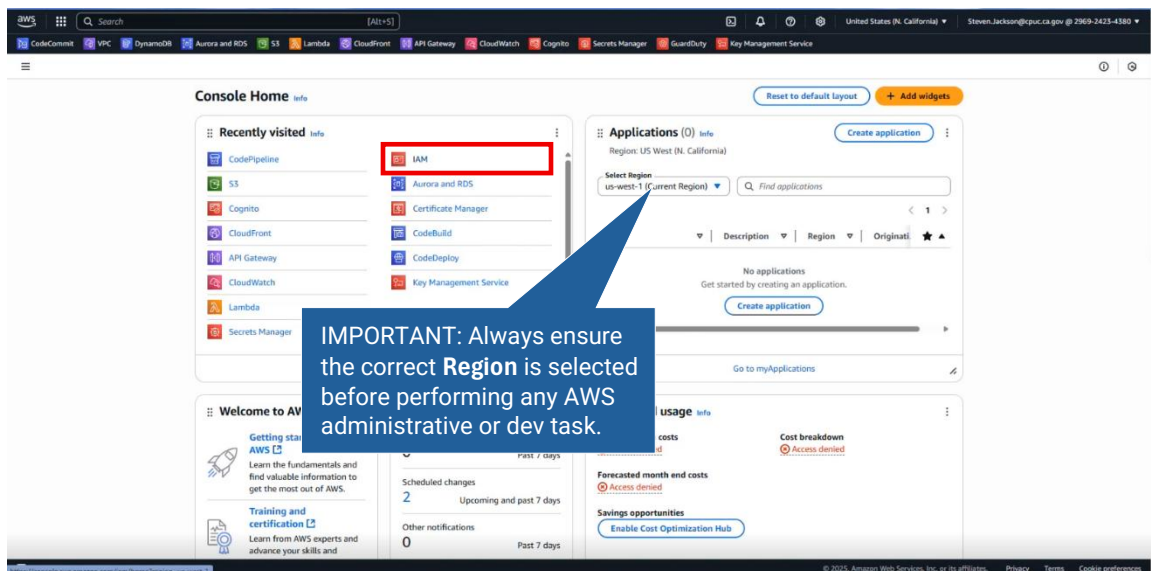 aws
Search
[Alt+S]
United States (N. California) ▼
Steven.Jackson@cpuc.ca.gov @ 2969-2423-4380 ▼
CodeCommit
VPC
DynamoDB
Aurora and RDS
S3
Lambda
CloudFront
API Gateway
CloudWatch
Cognito
Secrets Manager
GuardDuty
Key Management Service
Console Home Info
Reset to default layout
+ Add widgets
Recently visited Info
CodePipeline
S3
Cognito
CloudFront
API Gateway
CloudWatch
Lambda
Secrets Manager
IAM
Aurora and RDS
Certificate Manager
CodeBuild
CodeDeploy
Key Management Service
Applications (0) Info
Create application
Region: US West (N. California)
Select Region
us-west-1 (Current Region) ▼
Find applications
< 1 >
Description
Region
Originati
No applications
Get started by creating an application.
Create application
Go to myApplications
IMPORTANT: Always ensure
the correct Region is selected
before performing any AWS
administrative or dev task.
Welcome to AW
Getting sta
AWS
Learn the fundamentals and
find valuable information to
get the most out of AWS.
Training and
certification
Learn from AWS experts and
advance your skills and
0
Past 7 days
Scheduled changes
2
Upcoming and past 7 days
Other notifications
0
Past 7 days
usage Info
costs
Cost breakdown
Access denied
Forecasted month end costs
Access denied
Savings opportunities
Enable Cost Optimization Hub
© 2025, Amazon Web Services, Inc. or its affiliates.
Privacy
Terms
Cookie preferences